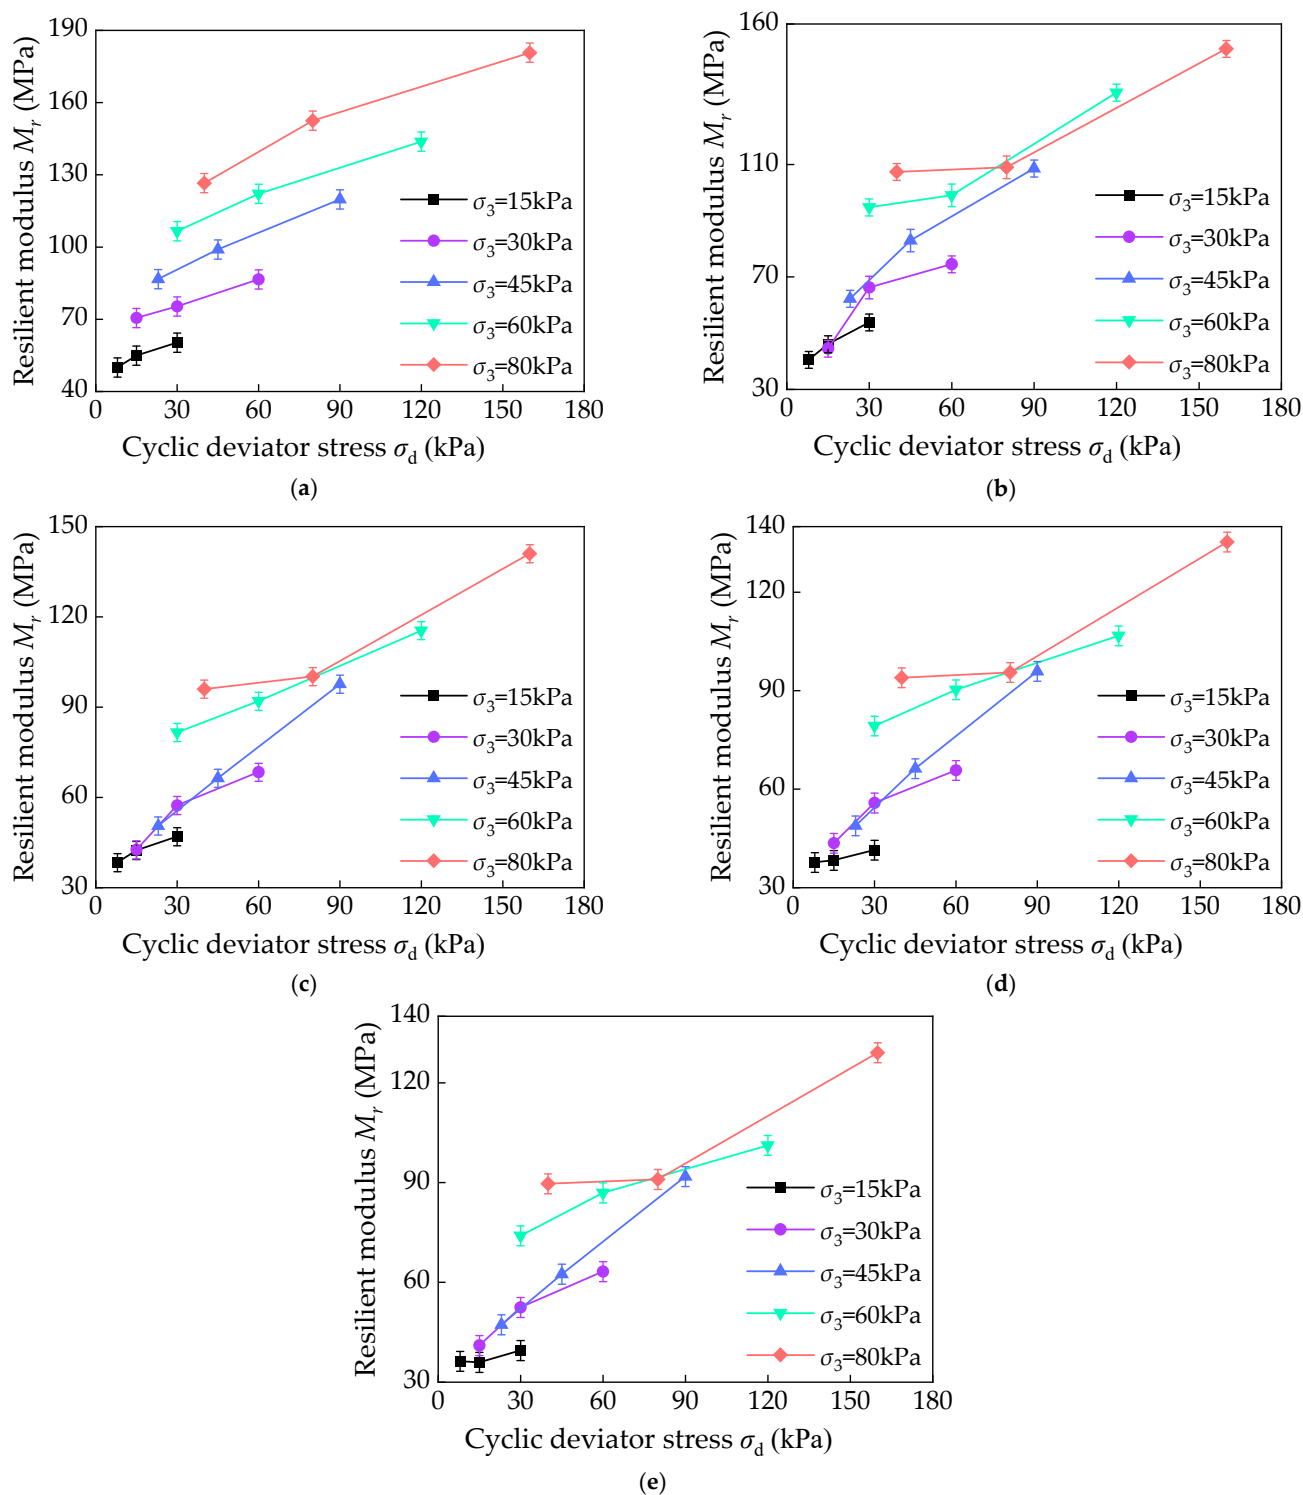 Resilient modulus Mr (MPa)
190
160
130
100
70
40
0 30 60 90 120 150 180
σ3=15kPa
σ3=30kPa
σ3=45kPa
σ3=60kPa
σ3=80kPa
Cyclic deviator stress σd (kPa)
(a)
Resilient modulus Mr (MPa)
160
110
70
30
0 30 60 90 120 150 180
σ3=15kPa
σ3=30kPa
σ3=45kPa
σ3=60kPa
σ3=80kPa
Cyclic deviator stress σd (kPa)
(b)
Resilient modulus Mr (MPa)
150
120
90
60
30
0 30 60 90 120 150 180
σ3=15kPa
σ3=30kPa
σ3=45kPa
σ3=60kPa
σ3=80kPa
Cyclic deviator stress σd (kPa)
(c)
Resilient modulus Mr (MPa)
140
120
90
60
30
0 30 60 90 120 150 180
σ3=15kPa
σ3=30kPa
σ3=45kPa
σ3=60kPa
σ3=80kPa
Cyclic deviator stress σd (kPa)
(d)
Resilient modulus Mr (MPa)
140
120
90
60
30
0 30 60 90 120 150 180
σ3=15kPa
σ3=30kPa
σ3=45kPa
σ3=60kPa
σ3=80kPa
Cyclic deviator stress σd (kPa)
(e)